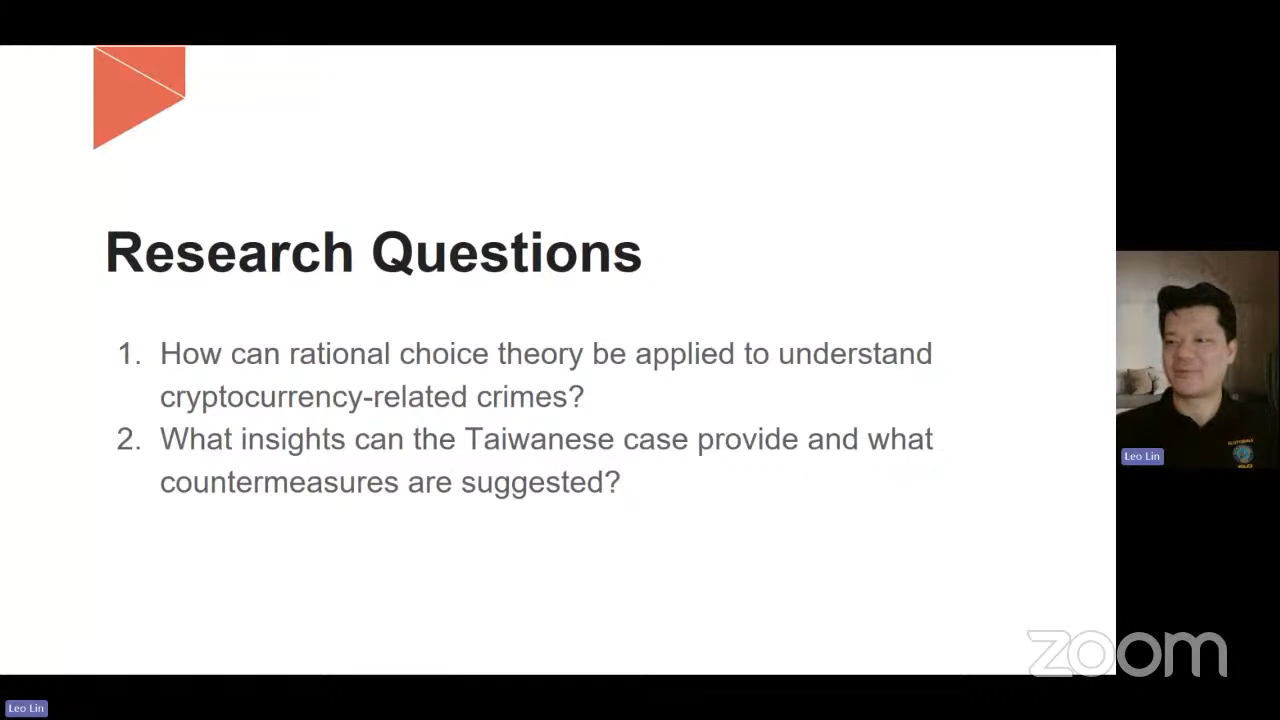 Research Questions
1. How can rational choice theory be applied to understand
cryptocurrency-related crimes?
2. What insights can the Taiwanese case provide and what
countermeasures are suggested?
Leo Lin
zoom
Leo Lin